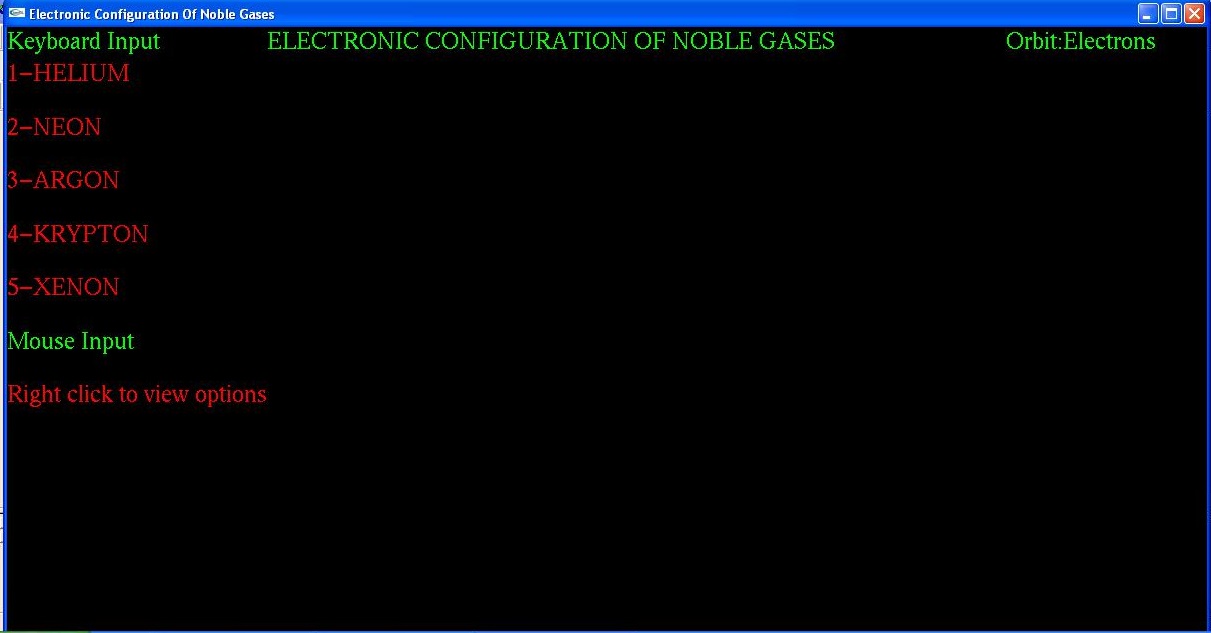 Electronic Configuration Of Noble Gases
Keyboard Input ELECTRONIC CONFIGURATION OF NOBLE GASES Orbit:Electrons
1-HELIUM
2-NEON
3-ARGON
4-KRYPTON
5-XENON
Mouse Input
Right click to view options